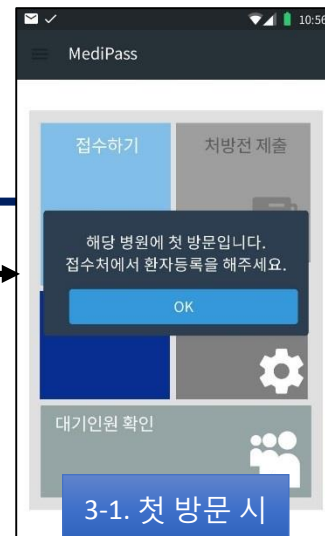 10:56
MediPass
접수하기
처방전 제출
해당 병원에 첫 방문입니다.
접수처에서 환자등록을 해주세요.
OK
대기인원 확인
3-1. 첫 방문 시